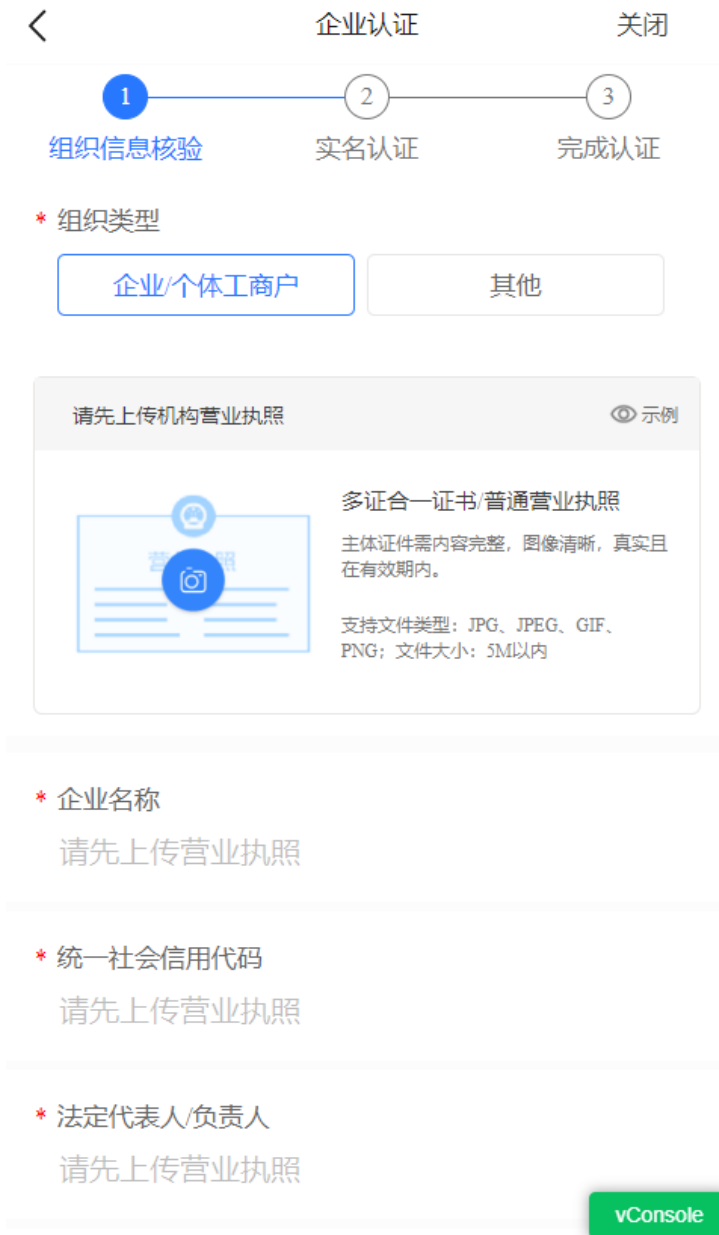 企业认证
关闭
1
2
3
组织信息核验
实名认证
完成认证
* 组织类型
企业/个体工商户
其他
请先上传机构营业执照
示例
多证合一证书/普通营业执照
主体证件需内容完整，图像清晰，真实且
在有效期内。
支持文件类型：JPG、JPEG、GIF、
PNG；文件大小：5M以内
* 企业名称
请先上传营业执照
* 统一社会信用代码
请先上传营业执照
* 法定代表人/负责人
请先上传营业执照
vConsole